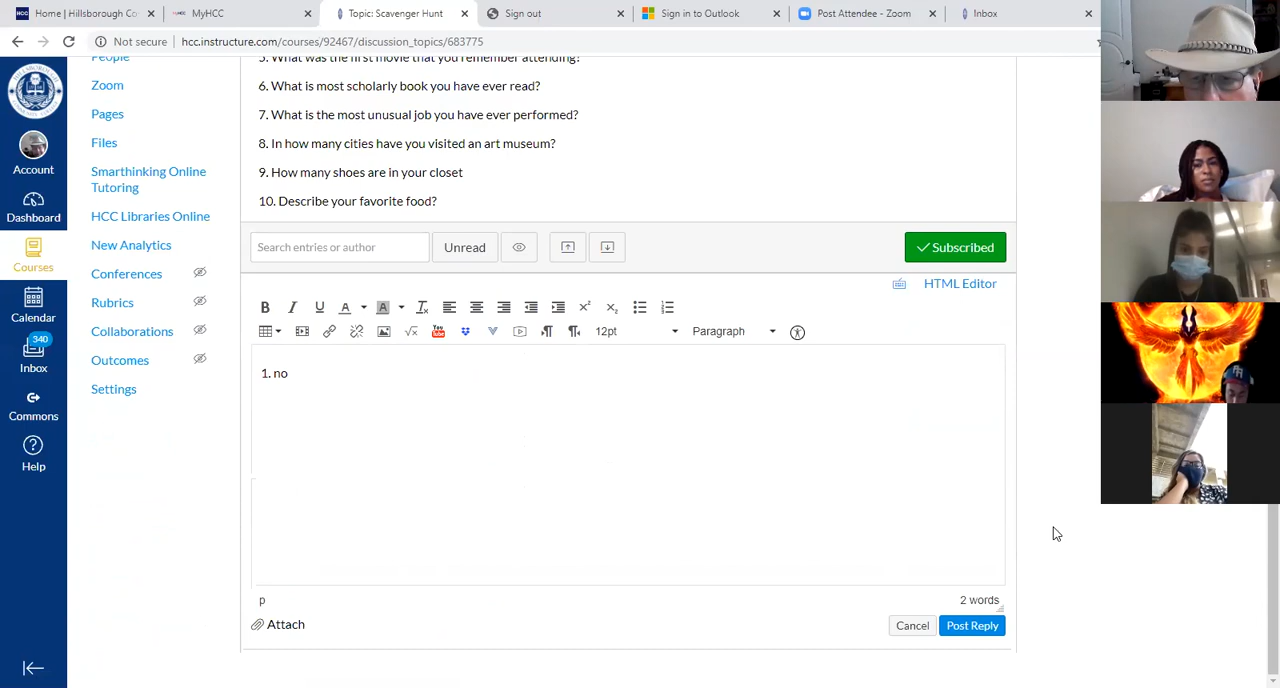 Home | Hillsborough Co
MyHCC
Topic: Scavenger Hunt
Sign out
Sign in to Outlook
Post Attendee - Zoom
Inbox
Not secure | hcc.instructure.com/courses/92467/discussion_topics/683775
Account
Dashboard
Courses
Calendar
340
Inbox
Commons
Help
People
Zoom
Pages
Files
Smarthinking Online
Tutoring
HCC Libraries Online
New Analytics
Conferences
Rubrics
Collaborations
Outcomes
Settings
5. What was the first movie that you remember attending?
6. What is most scholarly book you have ever read?
7. What is the most unusual job you have ever performed?
8. In how many cities have you visited an art museum?
9. How many shoes are in your closet
10. Describe your favorite food?
Search entries or author
Unread
Subscribed
HTML Editor
12pt
Paragraph
1. no
p
2 words
Attach
Cancel
Post Reply